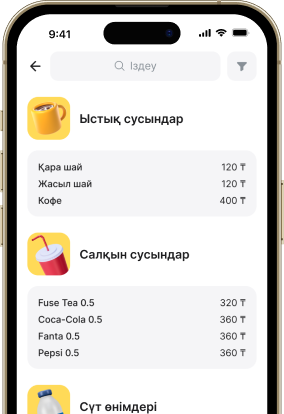 9:41
Іздеу
Ыстық сусындар
Қара шай 120 ₸
Жасыл шай 120 ₸
Кофе 400 ₸
Салқын сусындар
Fuse Tea 0.5 320 ₸
Coca-Cola 0.5 360 ₸
Fanta 0.5 360 ₸
Pepsi 0.5 360 ₸
Сүт өнімдері